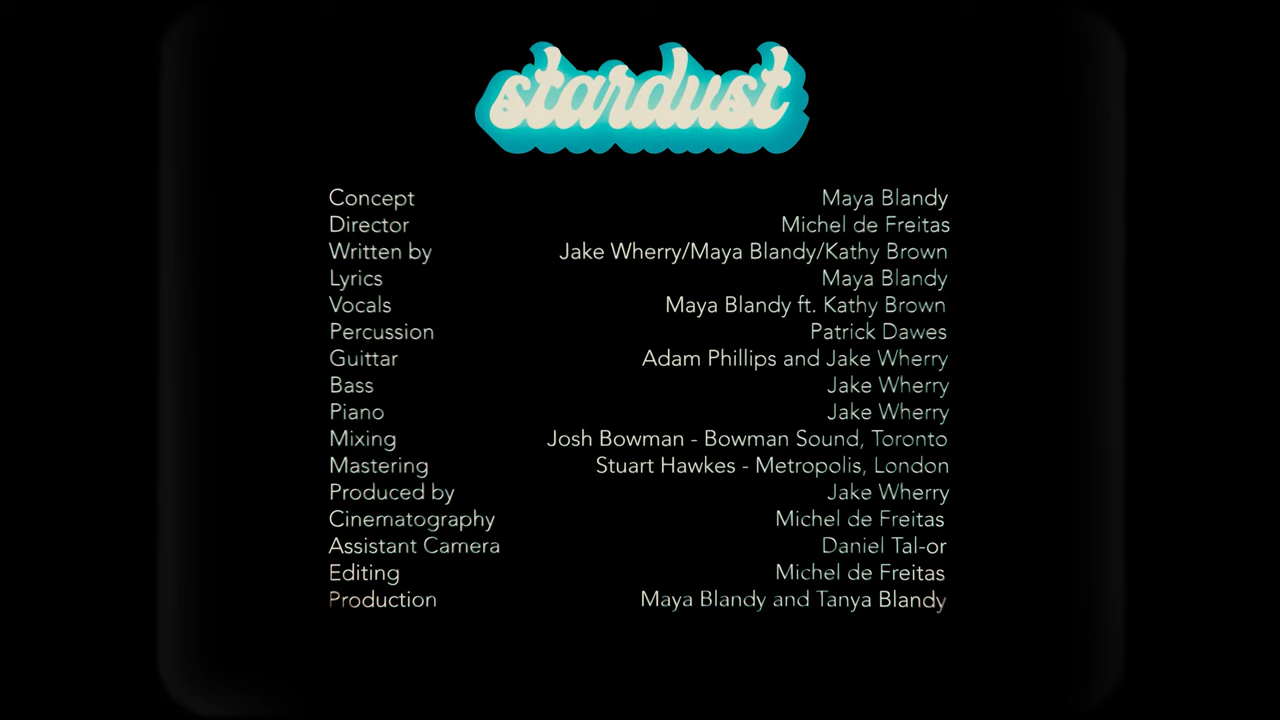 stardust
Concept Maya Blandy
Director Michel de Freitas
Written by Jake Wherry/Maya Blandy/Kathy Brown
Lyrics Maya Blandy
Vocals Maya Blandy ft. Kathy Brown
Percussion Patrick Dawes
Guittar Adam Phillips and Jake Wherry
Bass Jake Wherry
Piano Jake Wherry
Mixing Josh Bowman - Bowman Sound, Toronto
Mastering Stuart Hawkes - Metropolis, London
Produced by Jake Wherry
Cinematography Michel de Freitas
Assistant Camera Daniel Tal-or
Editing Michel de Freitas
Production Maya Blandy and Tanya Blandy